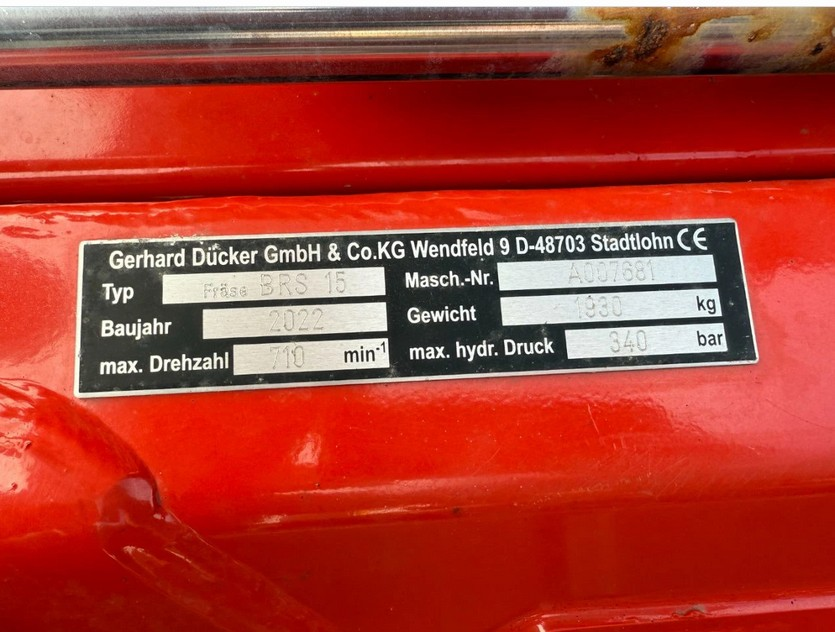 Gerhard Dücker GmbH & Co.KG Wendfeld 9 D-48703 Stadtlohn CE
Typ Fräse BRS 15 Masch.-Nr. A007681
Baujahr 2022 Gewicht 1930 kg
max. Drehzahl 710 min-1 max. hydr. Druck 340 bar